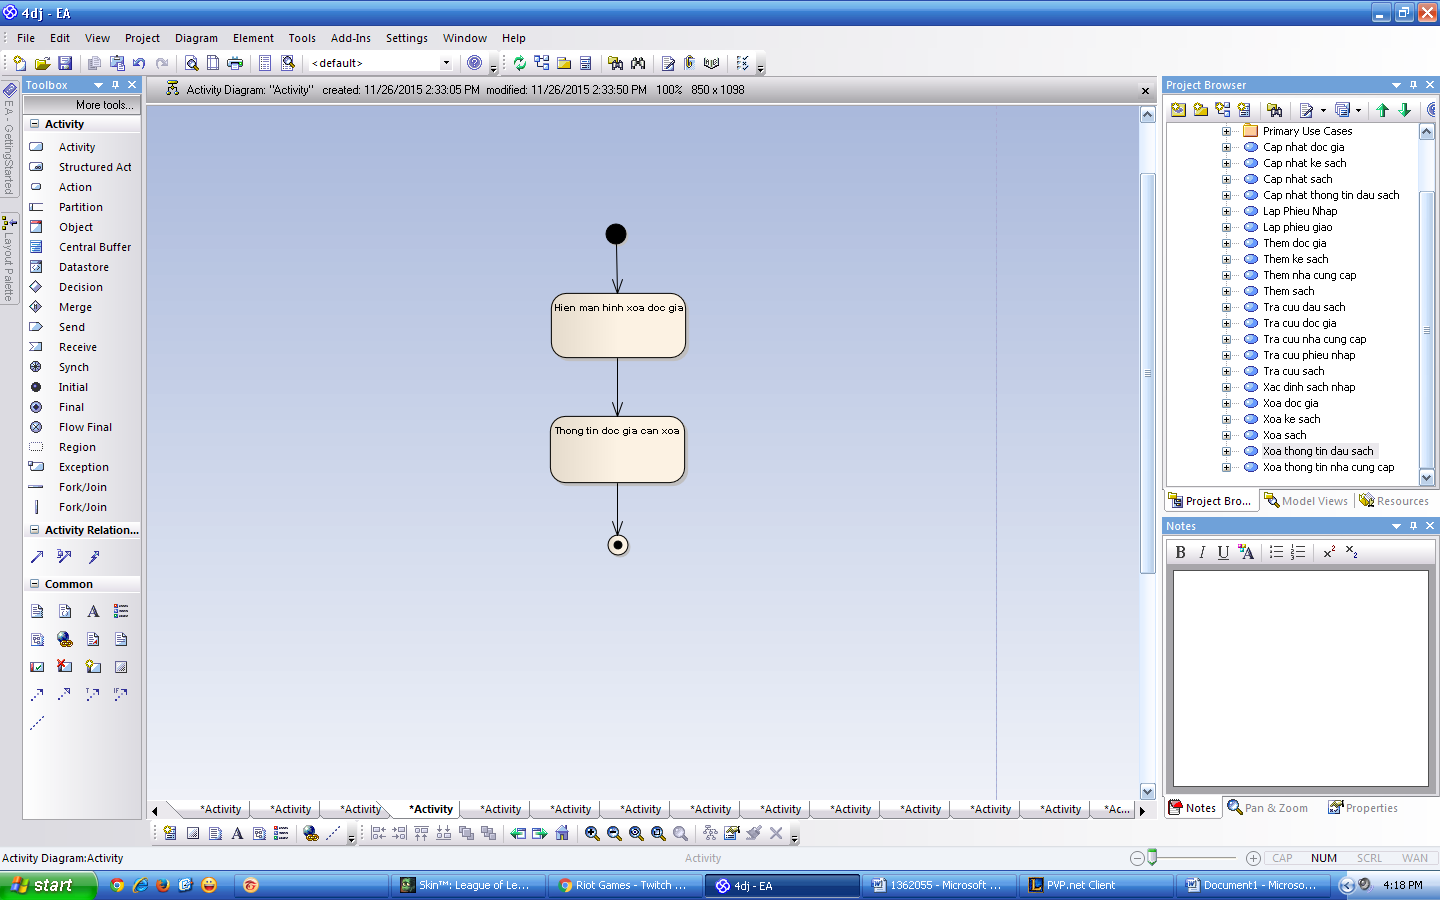 4dj - EA
File Edit View Project Diagram Element Tools Add-Ins Settings Window Help
<default>
EA - GettingStarted
Layout Palette
Toolbox
More tools...
Activity
Activity
Structured Act
Action
Partition
Object
Central Buffer
Datastore
Decision
Merge
Send
Receive
Synch
Initial
Final
Flow Final
Region
Exception
Fork/Join
Fork/Join
Activity Relation...
Common
Activity Diagram: "Activity" created: 11/26/2015 2:33:05 PM modified: 11/26/2015 2:33:50 PM 100% 850 x 1098
Hien man hinh xoa doc gia
Thong tin doc gia can xoa
*Activity *Activity *Activity *Activity *Activity *Activity *Activity *Activity *Activity *Activity *Activity *Activity *Activity *Ac...
Project Browser
Primary Use Cases
Cap nhat doc gia
Cap nhat ke sach
Cap nhat sach
Cap nhat thong tin dau sach
Lap Phieu Nhap
Lap phieu giao
Them doc gia
Them ke sach
Them nha cung cap
Them sach
Tra cuu dau sach
Tra cuu doc gia
Tra cuu nha cung cap
Tra cuu phieu nhap
Tra cuu sach
Xac dinh sach nhap
Xoa doc gia
Xoa ke sach
Xoa sach
Xoa thong tin dau sach
Xoa thong tin nha cung cap
Project Bro... Model Views Resources
Notes
B I U A x² x₂
Notes Pan & Zoom Properties
Activity Diagram:Activity
Activity
CAP NUM SCRL WAN
start
Skin™: League of Le...
Riot Games - Twitch ...
4dj - EA
1362055 - Microsoft ...
PVP.net Client
Document1 - Microso...
4:18 PM